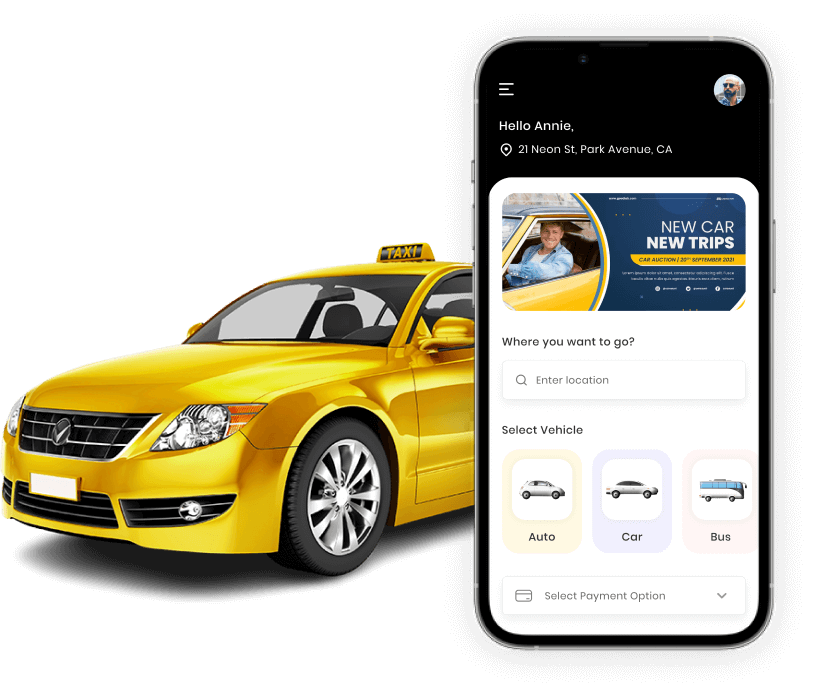 TAXI
Hello Annie,
21 Neon St, Park Avenue, CA
NEW CAR
NEW TRIPS
CAR AUCTION | 20TH SEPTEMBER 2021
Where you want to go?
Enter location
Select Vehicle
Auto
Car
Bus
Select Payment Option